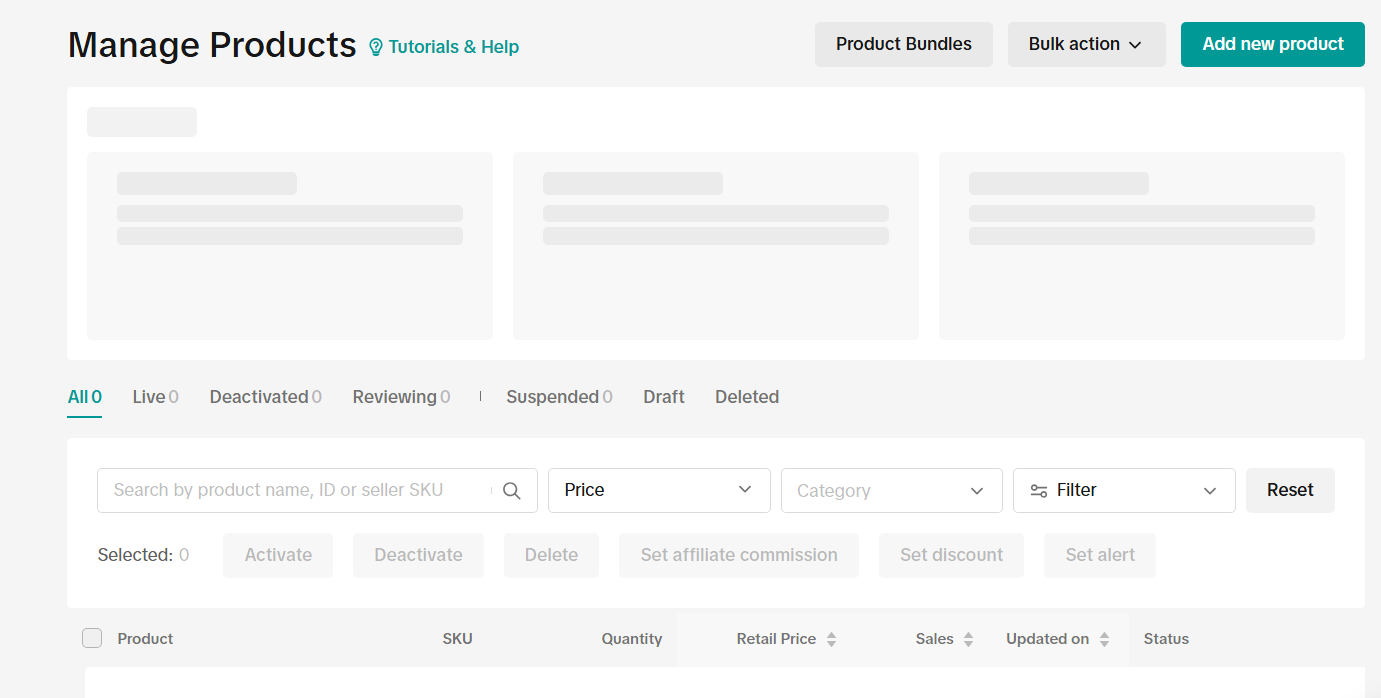 Manage Products Tutorials & Help Product Bundles Bulk action Add new product
All 0 Live 0 Deactivated 0 Reviewing 0 Suspended 0 Draft Deleted
Search by product name, ID or seller SKU Price Category Filter Reset
Selected: 0 Activate Deactivate Delete Set affiliate commission Set discount Set alert
Product SKU Quantity Retail Price Sales Updated on Status